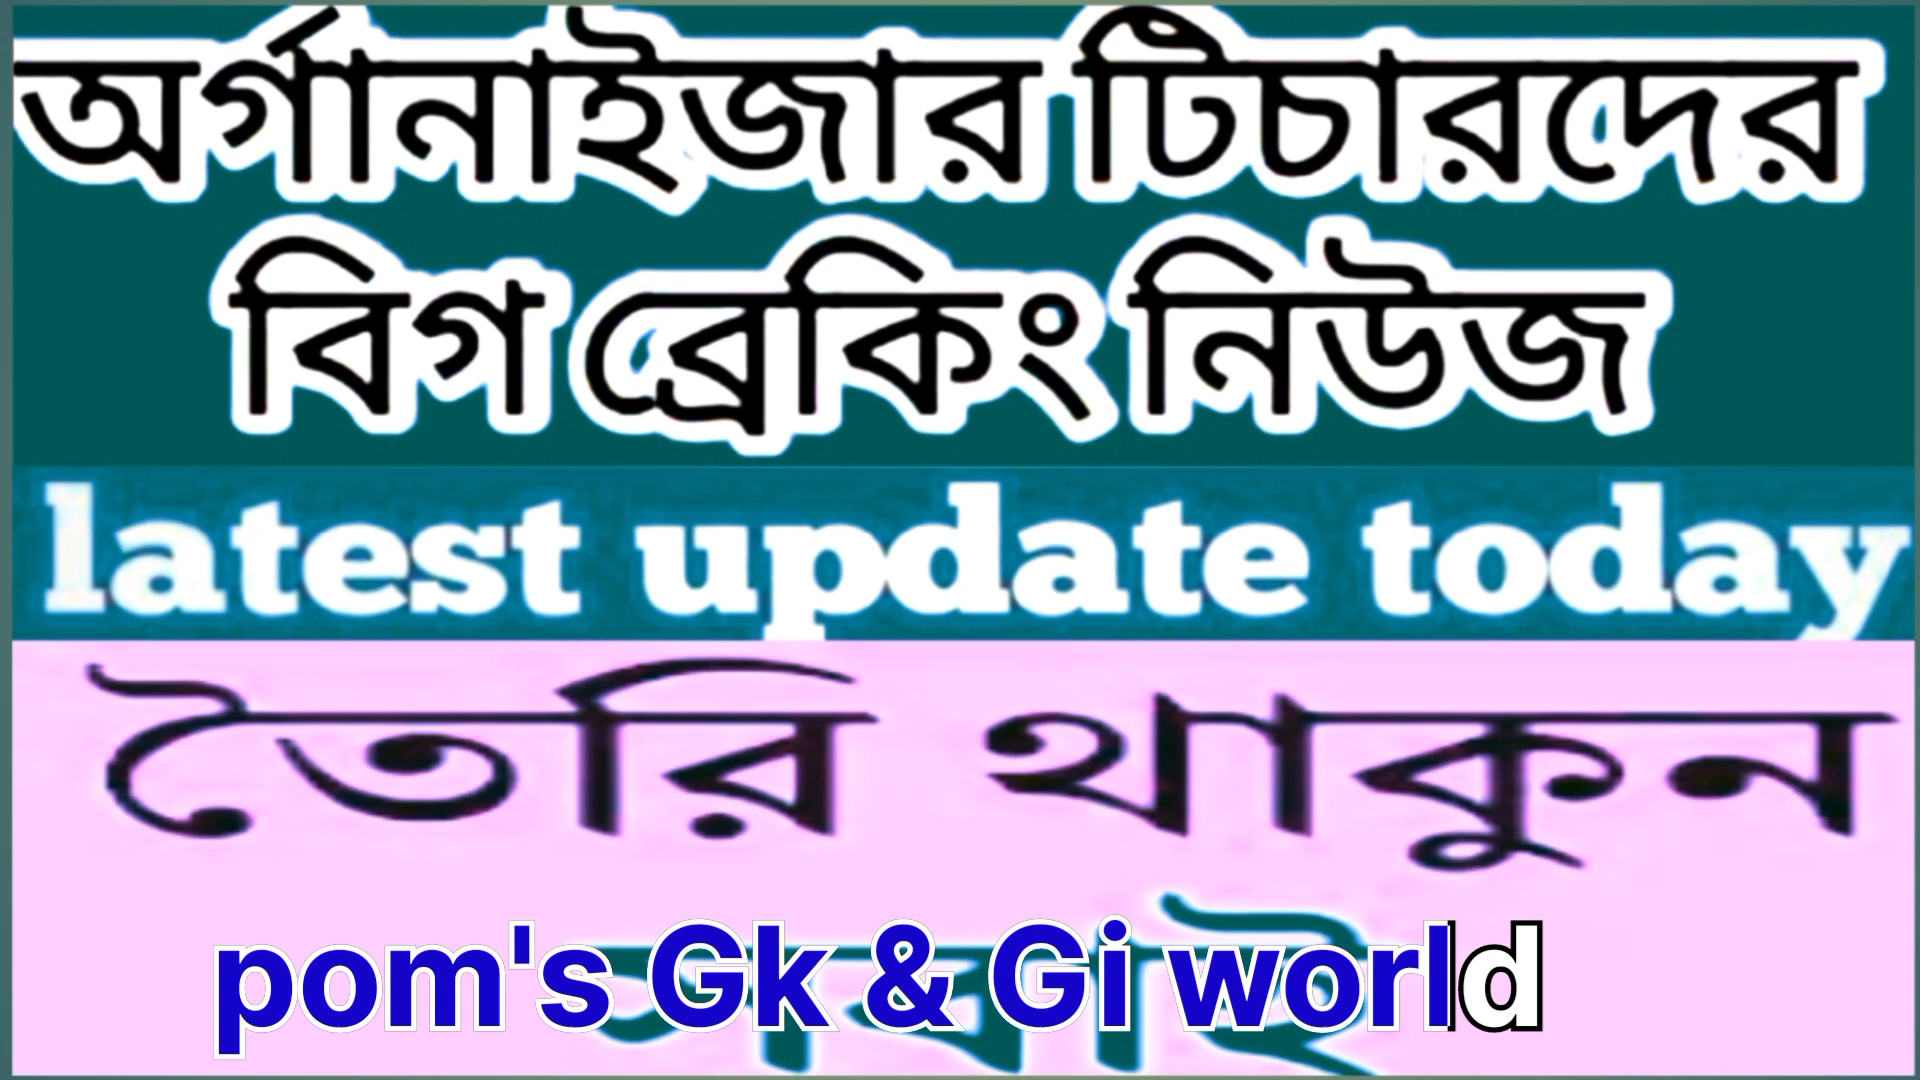 অর্গানাইজার টিচারদের
বিগ ব্রেকিং নিউজ
latest update today
তৈরি থাকুন
pom's Gk & Gi world